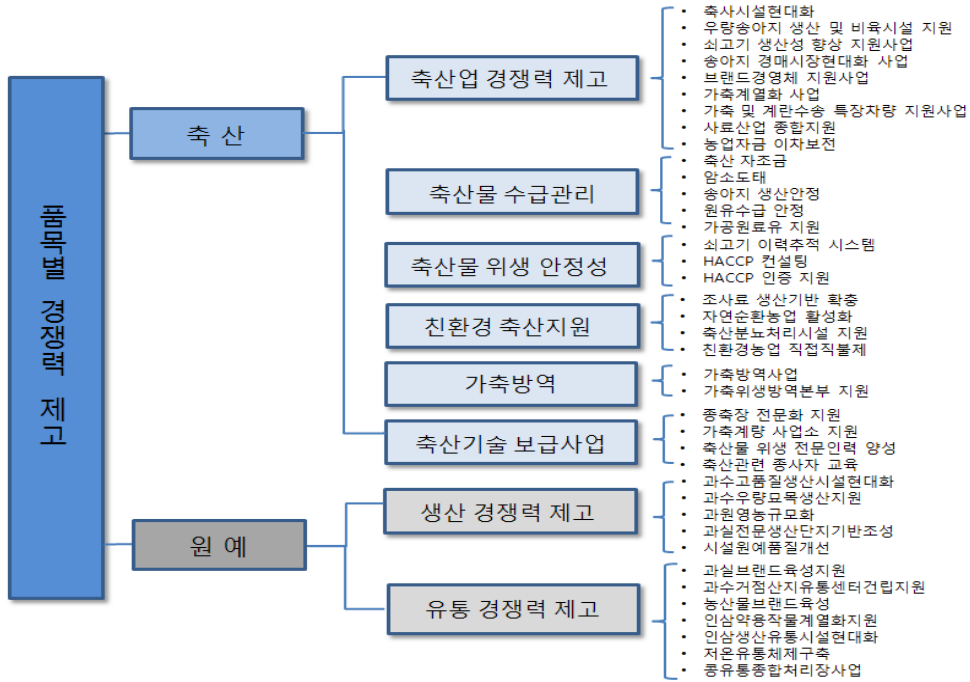 품목별 경쟁력 제고
축 산
축산업 경쟁력 제고
• 축사시설현대화
• 우량송아지 생산 및 비육시설 지원
• 쇠고기 생산성 향상 지원사업
• 송아지 경매시장현대화 사업
• 브랜드경영체 지원사업
• 가축계열화 사업
• 가축 및 계란수송 특장차량 지원사업
• 사료산업 종합지원
• 농업자금 이차보전
축산물 수급관리
• 축산 자조금
• 암소도태
• 송아지 생산안정
• 원유수급 안정
• 가공원료유 지원
축산물 위생 안정성
• 쇠고기 이력추적 시스템
• HACCP 컨설팅
• HACCP 인증 지원
친환경 축산지원
• 조사료 생산기반 확충
• 자연순환농업 활성화
• 축산분뇨처리시설 지원
• 친환경농업 직접직불제
가축방역
• 가축방역사업
• 가축위생방역본부 지원
축산기술 보급사업
• 종축장 전문화 지원
• 가축계량 사업소 지원
• 축산물 위생 전문인력 양성
• 축산관련 종사자 교육
원 예
생산 경쟁력 제고
• 과수고품질생산시설현대화
• 과수우량묘목생산지원
• 과원영농규모화
• 과실전문생산단지기반조성
• 시설원예품질개선
유통 경쟁력 제고
• 과실브랜드육성지원
• 과수거점산지유통센터건립지원
• 농산물브랜드육성
• 인삼약용작물계열화지원
• 인삼생산유통시설현대화
• 저온유통체제구축
• 콩유통종합처리장사업